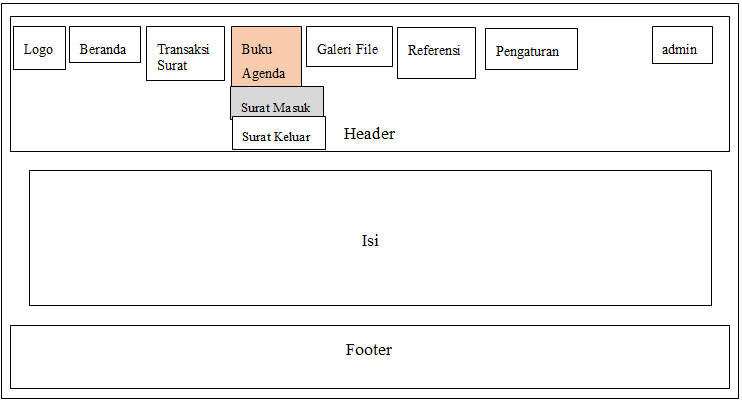 Logo
Beranda
Transaksi
Surat
Buku
Agenda
Galeri File
Referensi
Pengaturan
admin
Surat Masuk
Surat Keluar
Header
Isi
Footer